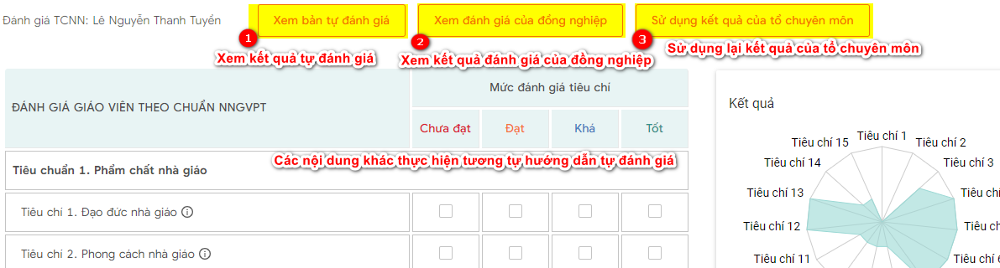 Đánh giá TCNN: Lê Nguyễn Thanh Tuyền
Xem bản tự đánh giá
Xem đánh giá của đồng nghiệp
Sử dụng kết quả của tổ chuyên môn
1
2
3
Xem kết quả tự đánh giá
Xem kết quả đánh giá của đồng nghiệp
Sử dụng lại kết quả của tổ chuyên môn
ĐÁNH GIÁ GIÁO VIÊN THEO CHUẨN NNGVPT
Mức đánh giá tiêu chí
Chưa đạt
Đạt
Khá
Tốt
Các nội dung khác thực hiện tương tự hướng dẫn tự đánh giá
Tiêu chuẩn 1. Phẩm chất nhà giáo
Tiêu chí 1. Đạo đức nhà giáo
Tiêu chí 2. Phong cách nhà giáo
Kết quả
Tiêu chí 1
Tiêu chí 15
Tiêu chí 2
Tiêu chí 14
Tiêu chí 3
Tiêu chí 13
Tiêu chí
Tiêu chí 12
Tiêu chí 11
Tiêu chí